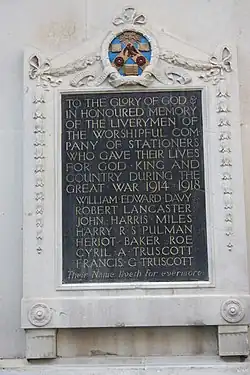 TO THE GLORY OF GOD &
IN HONOURED MEMORY
OF THE LIVERYMEN OF
THE WORSHIPFUL COM
PANY OF STATIONERS
WHO GAVE THEIR LIVES
FOR GOD KING AND
COUNTRY DURING THE
GREAT WAR 1914-1918
WILLIAM EDWARD DAVY
ROBERT LANCASTER
JOHN HARRIS MILES
HARRY R S PULMAN
HERIOT BAKER ROE
CYRIL A TRUSCOTT
FRANCIS G TRUSCOTT
Their Name liveth for evermore